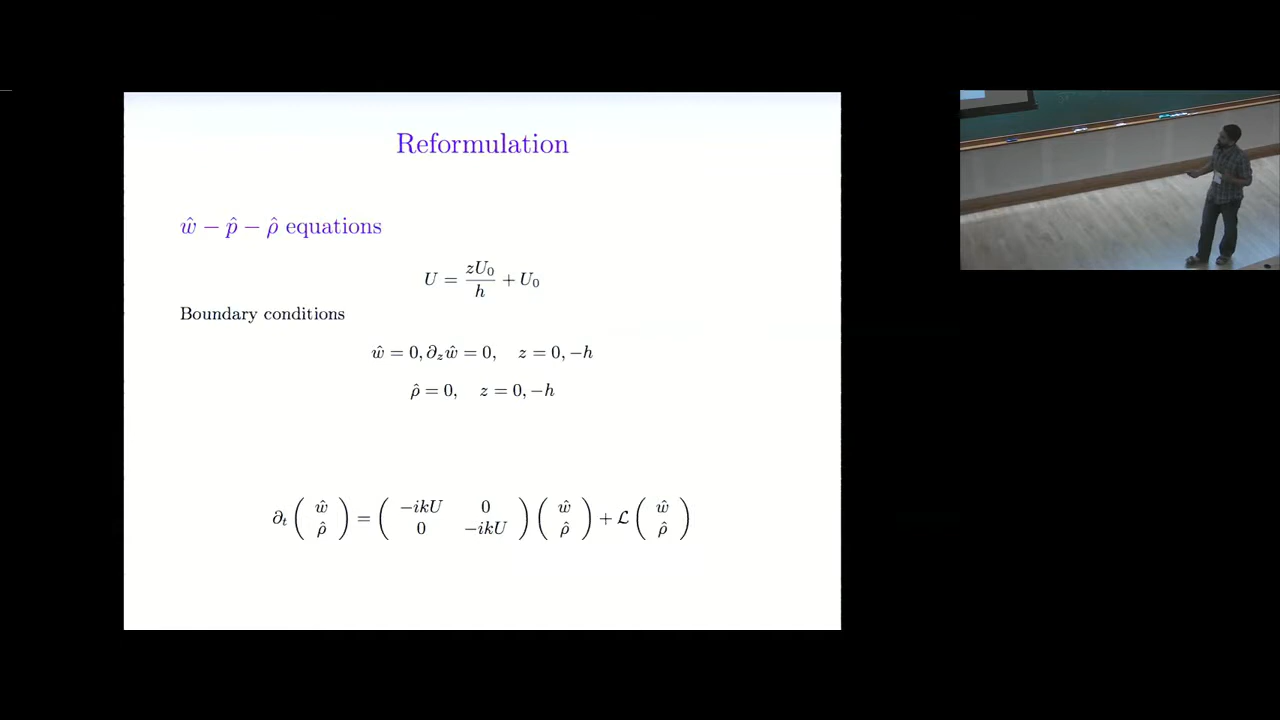 Reformulation
ŵ − p̂ − ρ̂ equations
U = zU₀/h + U₀
Boundary conditions
ŵ = 0, ∂_z ŵ = 0, z = 0, −h
ρ̂ = 0, z = 0, −h
∂_t ( ŵ ρ̂ ) = ( −ikU 0 0 −ikU ) ( ŵ ρ̂ ) + ℒ ( ŵ ρ̂ )